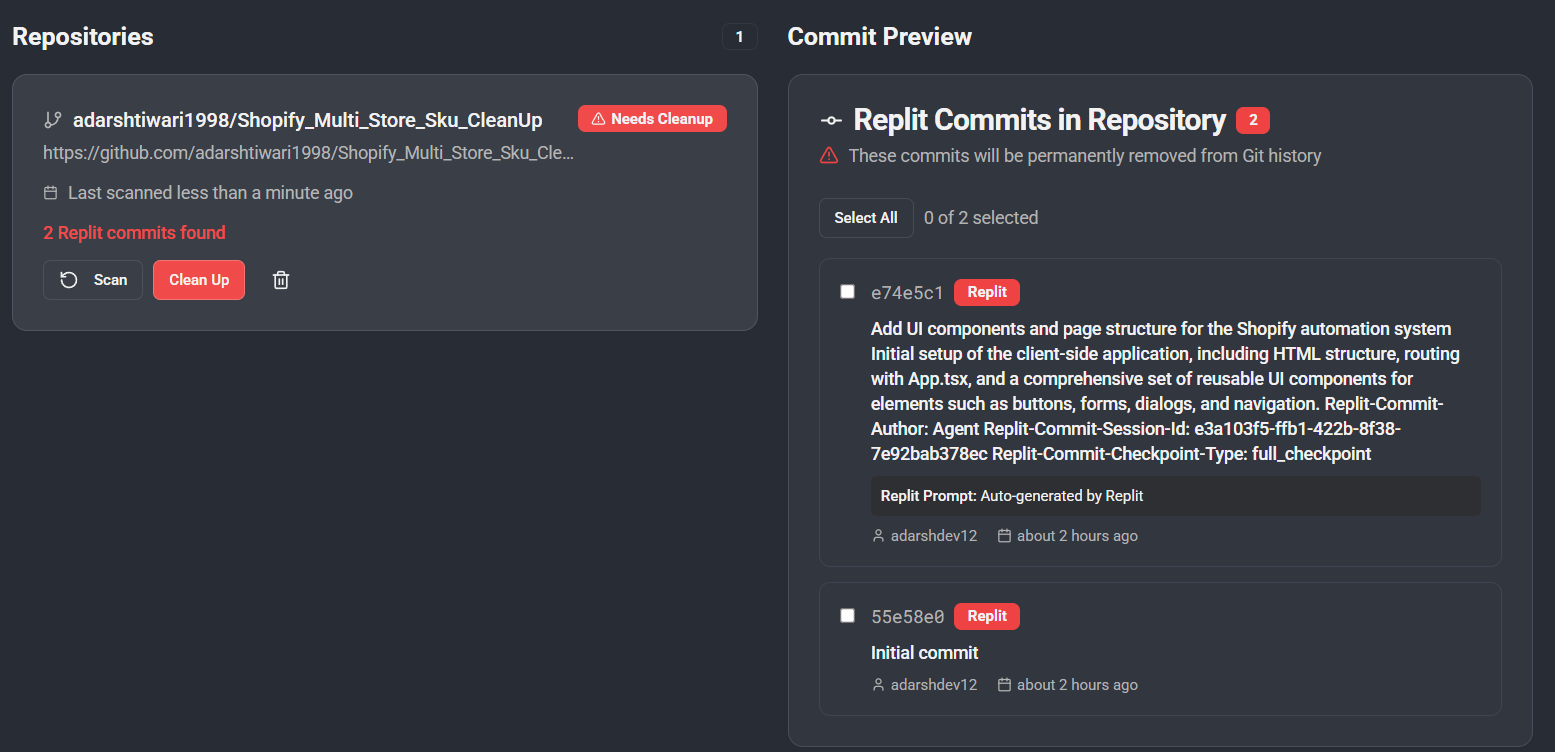 Repositories
1
adarshtiwari1998/Shopify_Multi_Store_Sku_CleanUp
Needs Cleanup
https://github.com/adarshtiwari1998/Shopify_Multi_Store_Sku_Cle...
Last scanned less than a minute ago
2 Replit commits found
Scan
Clean Up
Commit Preview
Replit Commits in Repository
2
These commits will be permanently removed from Git history
Select All
0 of 2 selected
e74e5c1
Replit
Add UI components and page structure for the Shopify automation system
Initial setup of the client-side application, including HTML structure, routing
with App.tsx, and a comprehensive set of reusable UI components for
elements such as buttons, forms, dialogs, and navigation. Replit-Commit-
Author: Agent Replit-Commit-Session-Id: e3a103f5-ffb1-422b-8f38-
7e92bab378ec Replit-Commit-Checkpoint-Type: full_checkpoint
Replit Prompt: Auto-generated by Replit
adarshdev12
about 2 hours ago
55e58e0
Replit
Initial commit
adarshdev12
about 2 hours ago